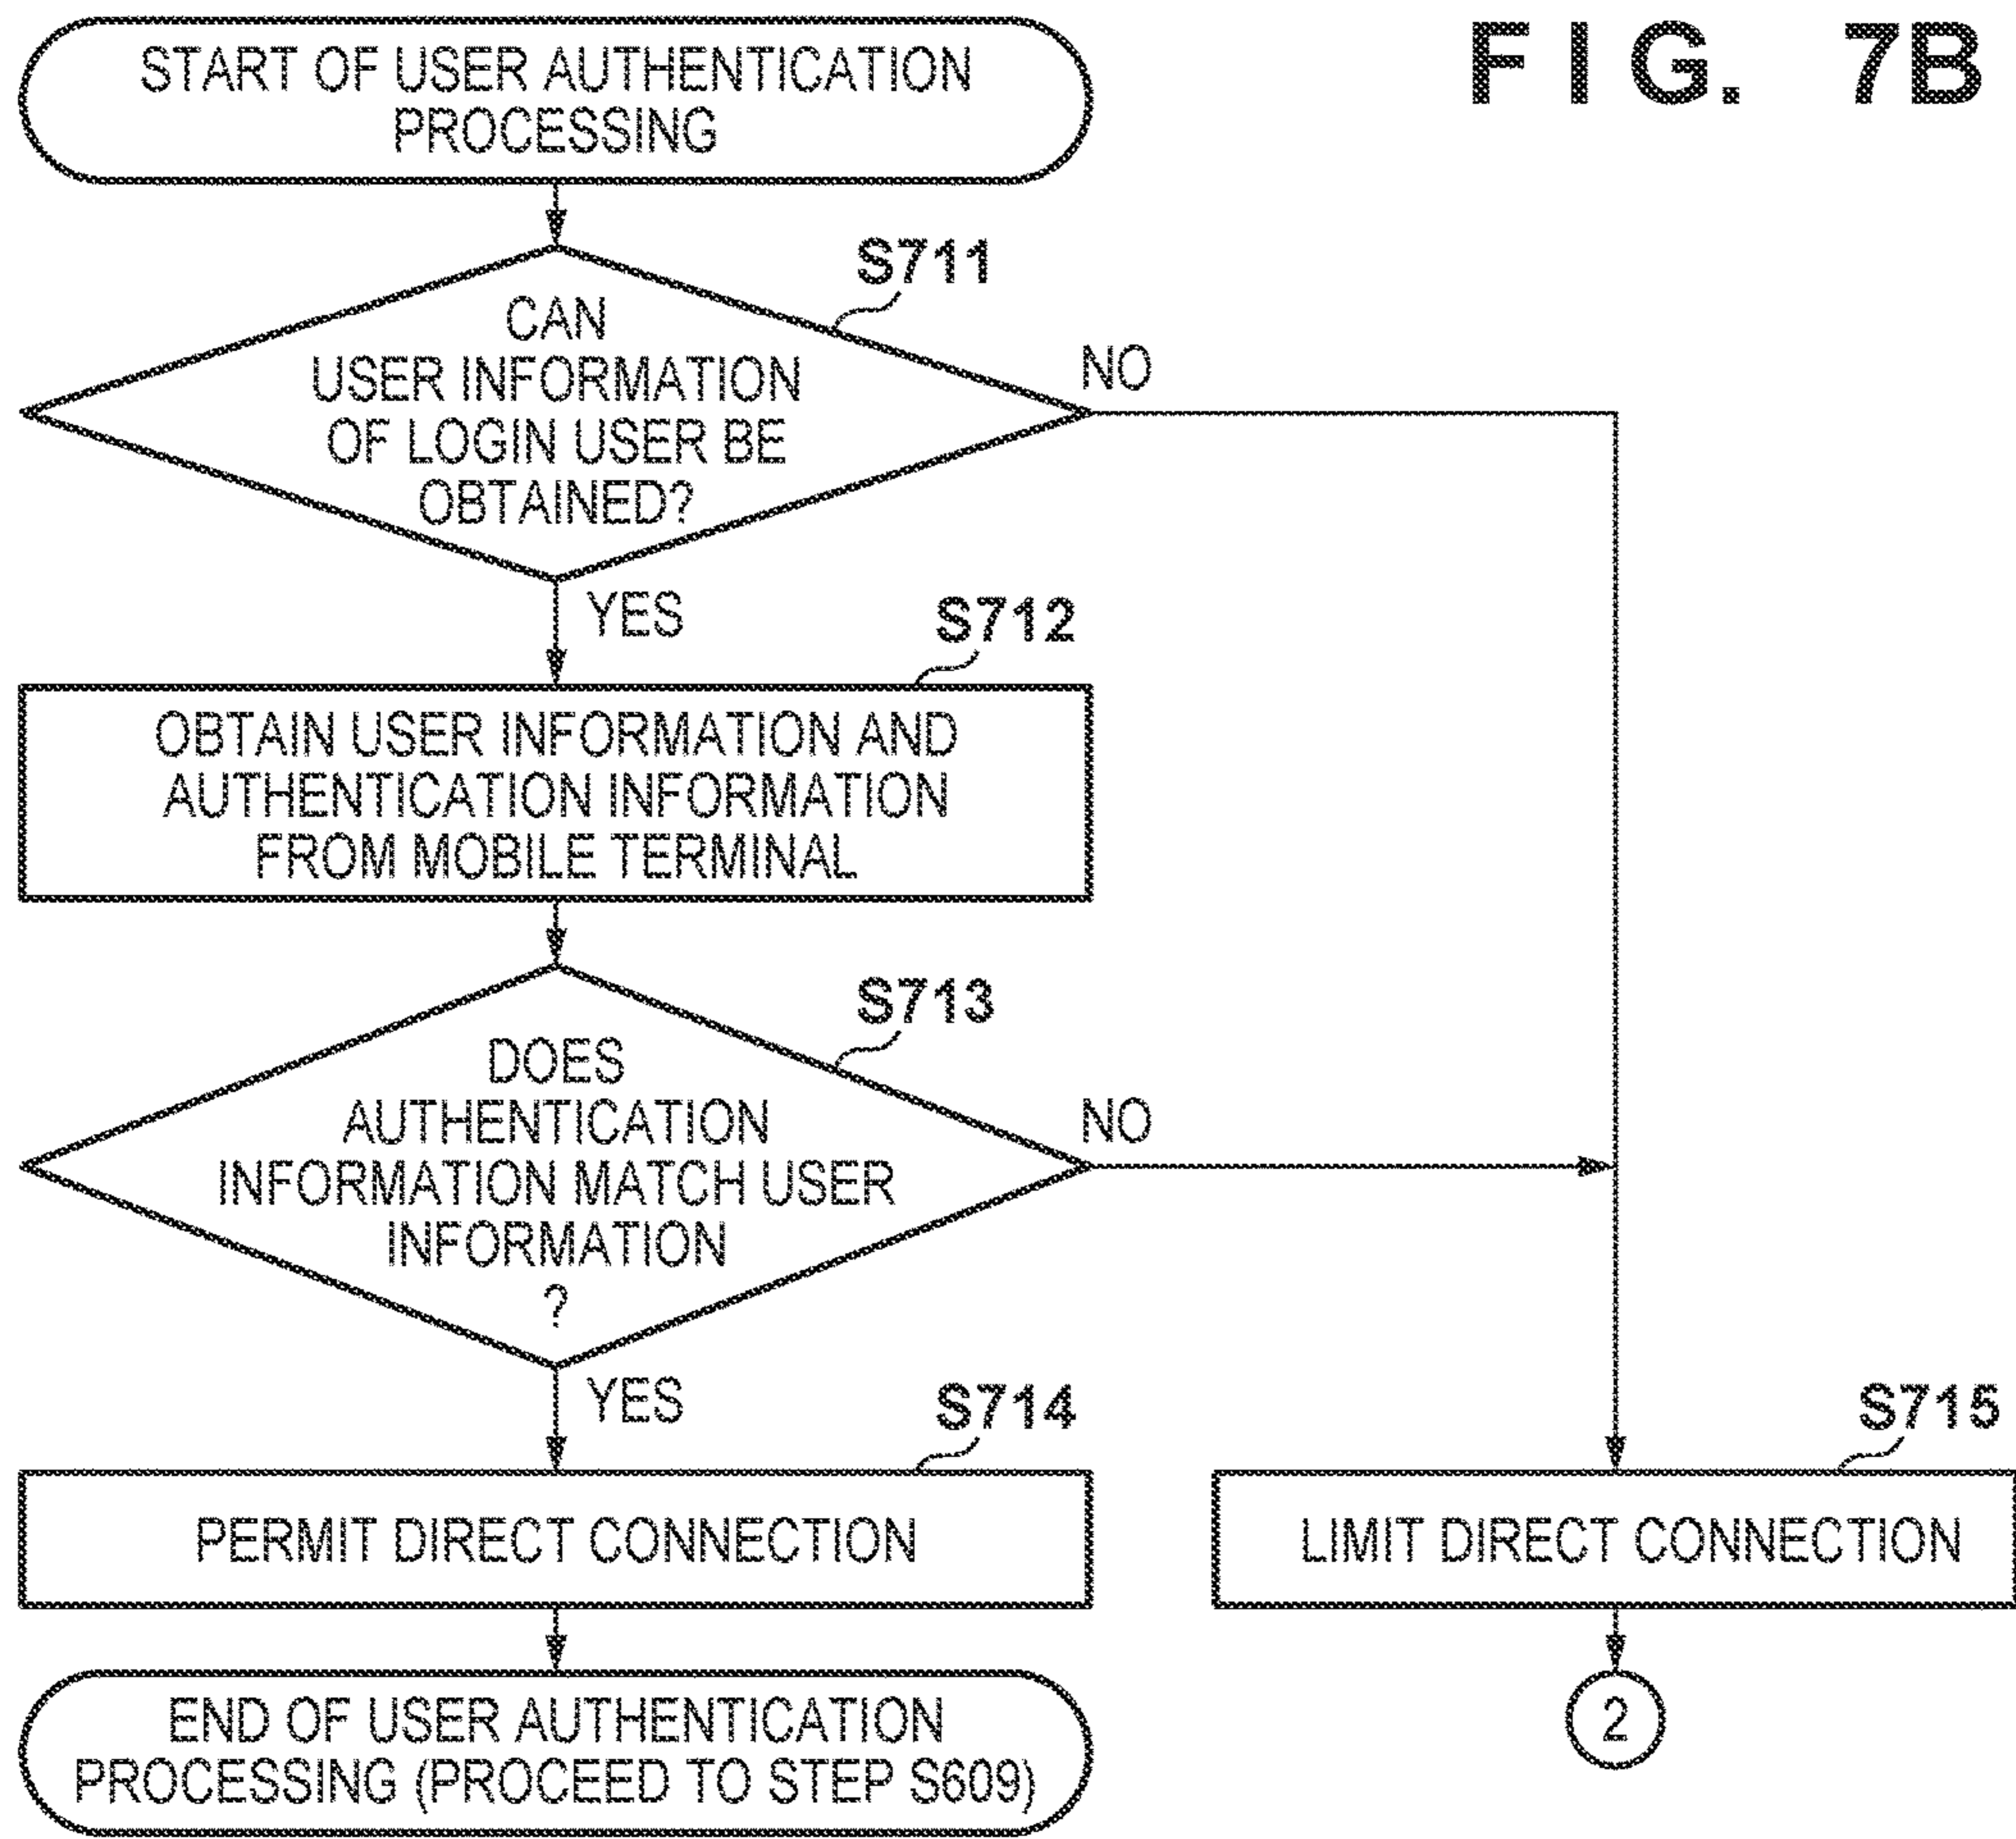 FIG. 7B
START OF USER AUTHENTICATION
PROCESSING
S711
CAN
USER INFORMATION
OF LOGIN USER BE
OBTAINED?
NO
YES
S712
OBTAIN USER INFORMATION AND
AUTHENTICATION INFORMATION
FROM MOBILE TERMINAL
S713
DOES
AUTHENTICATION
INFORMATION MATCH USER
INFORMATION
?
NO
YES
S714
PERMIT DIRECT CONNECTION
S715
LIMIT DIRECT CONNECTION
END OF USER AUTHENTICATION
PROCESSING (PROCEED TO STEP S609)
2